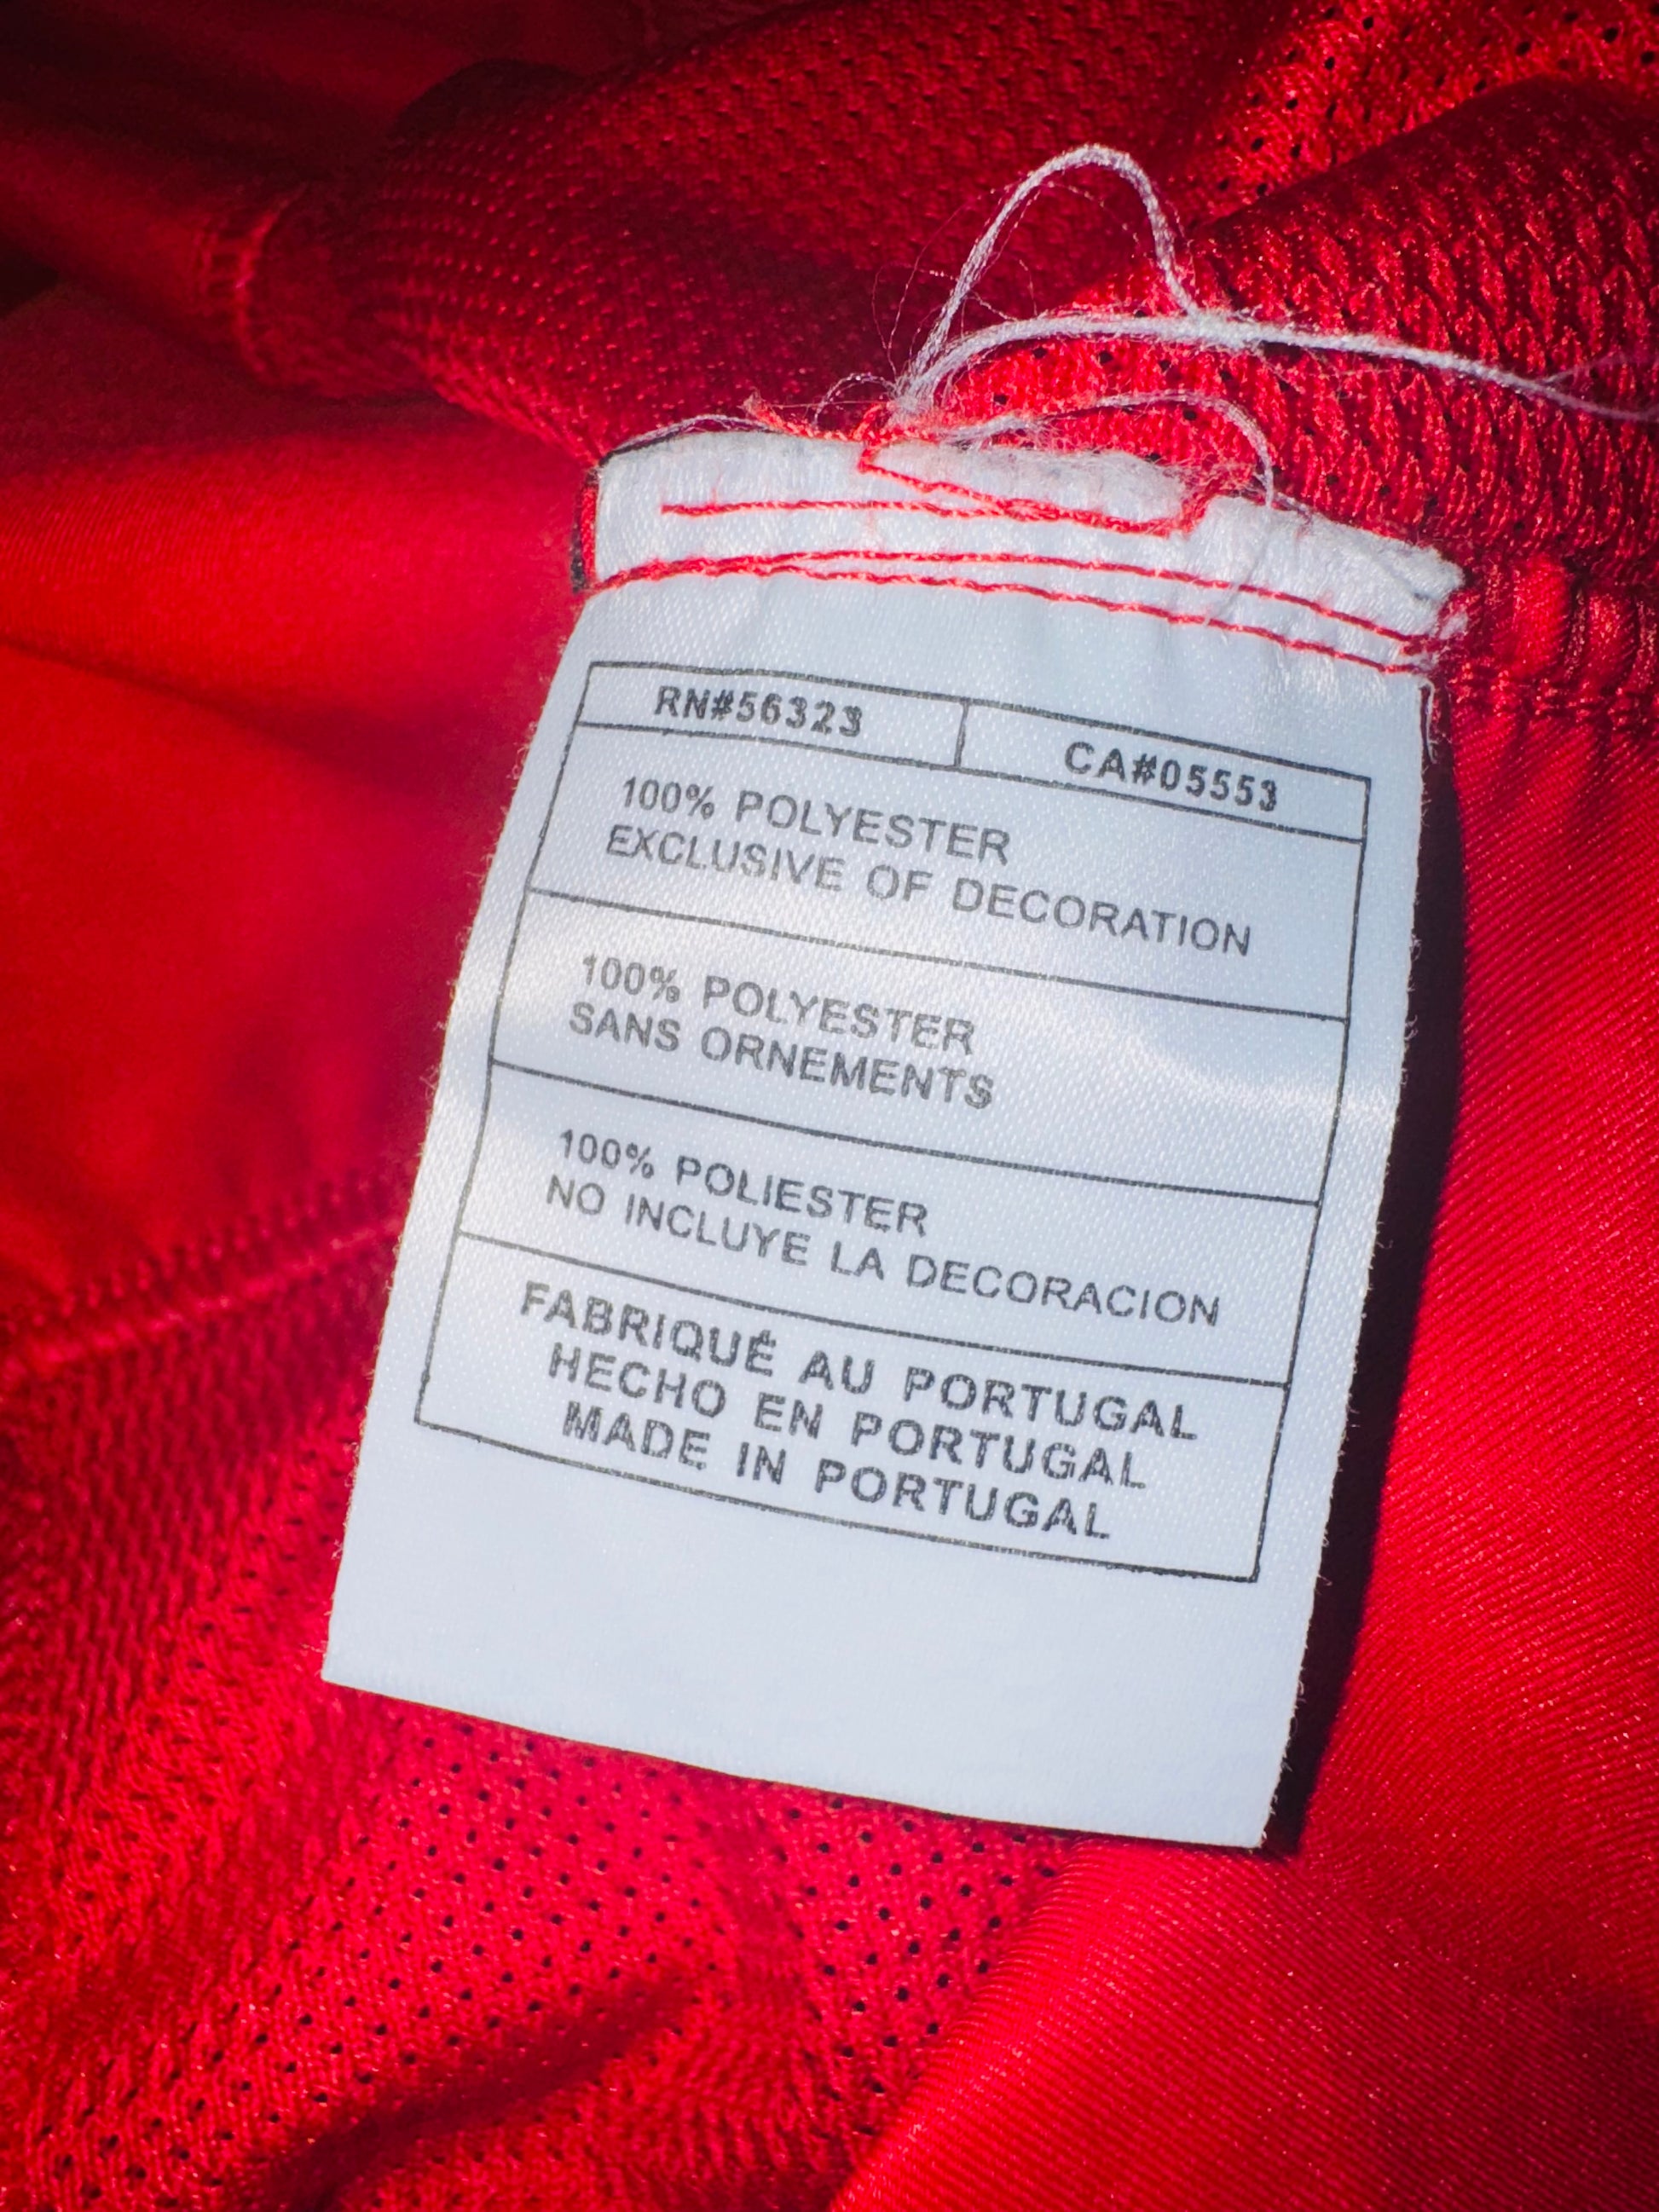 RN#56323
CA#05553
100% POLYESTER
EXCLUSIVE OF DECORATION
100% POLYESTER
SANS ORNEMENTS
100% POLIESTER
NO INCLUYE LA DECORACION
FABRIQUÉ AU PORTUGAL
HECHO EN PORTUGAL
MADE IN PORTUGAL